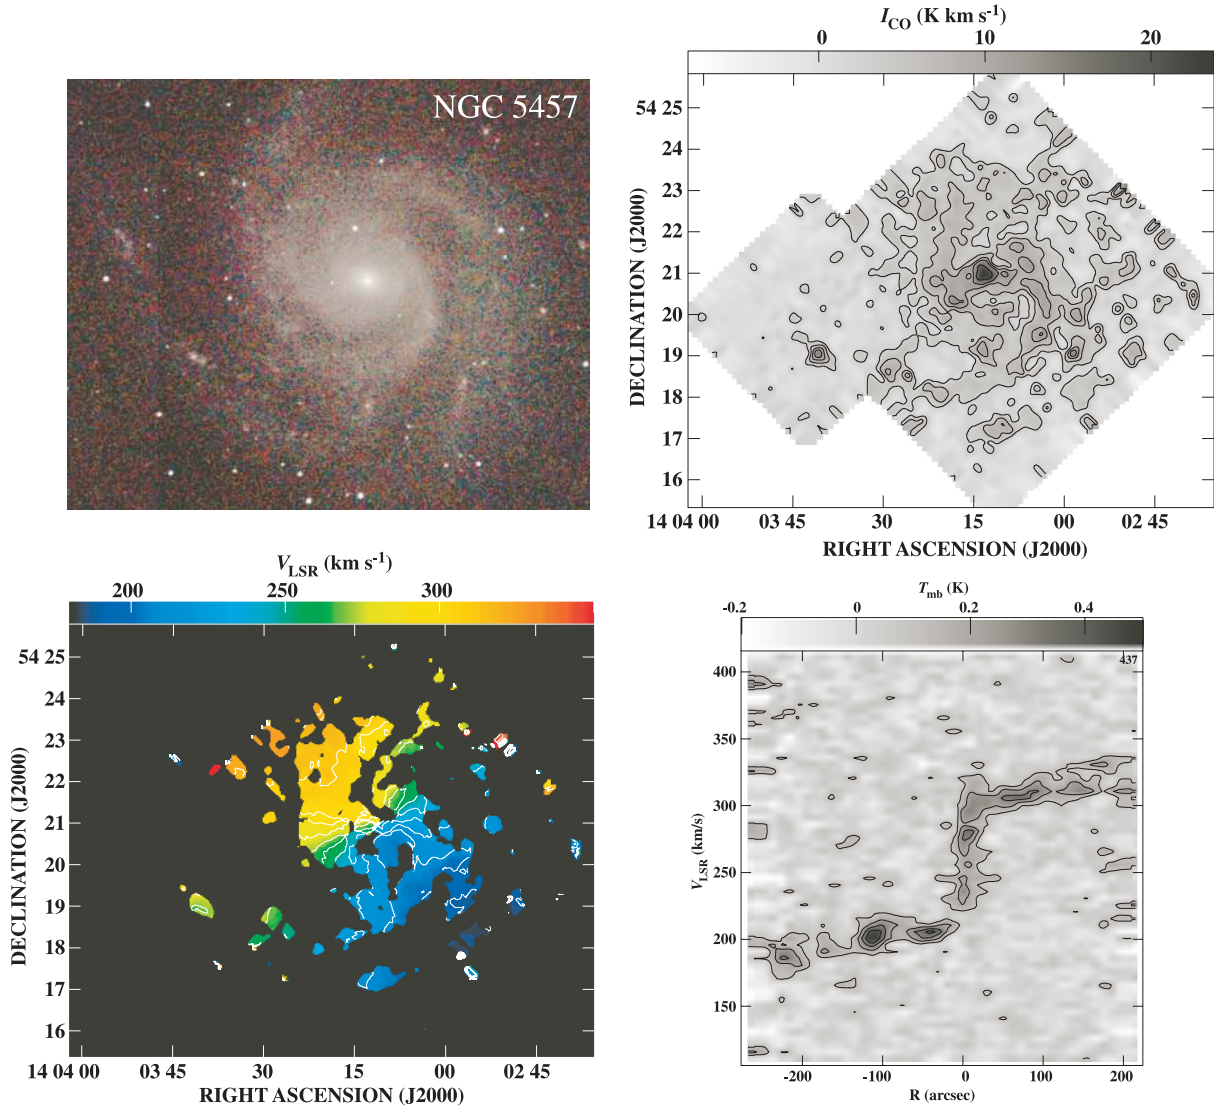 NGC 5457
I_CO (K km s⁻¹)
0 10 20
DECLINATION (J2000)
54 25
24
23
22
21
20
19
18
17
16
14 04 00 03 45 30 15 00 02 45
RIGHT ASCENSION (J2000)
V_LSR (km s⁻¹)
200 250 300
DECLINATION (J2000)
54 25
24
23
22
21
20
19
18
17
16
14 04 00 03 45 30 15 00 02 45
RIGHT ASCENSION (J2000)
T_mb (K)
-0.2 0 0.2 0.4
437
V_LSR (km/s)
400
350
300
250
200
150
-200 -100 0 100 200
R (arcsec)